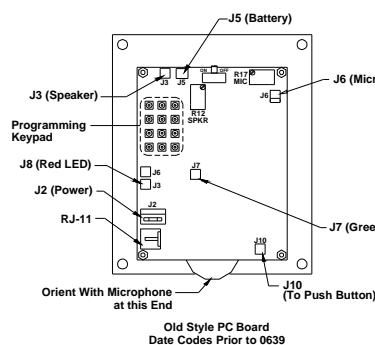 J5 (Battery)
J3 (Speaker)
J3
J5
ON
OFF
R17
MIC
J6
J6 (Micr
R12
SPKR
Programming
Keypad
J8 (Red LED)
J6
J3
J7
J2 (Power)
J2
RJ-11
J7 (Gree
J10
J10
(To Push Button)
Orient With Microphone
at this End
Old Style PC Board
Date Codes Prior to 0639